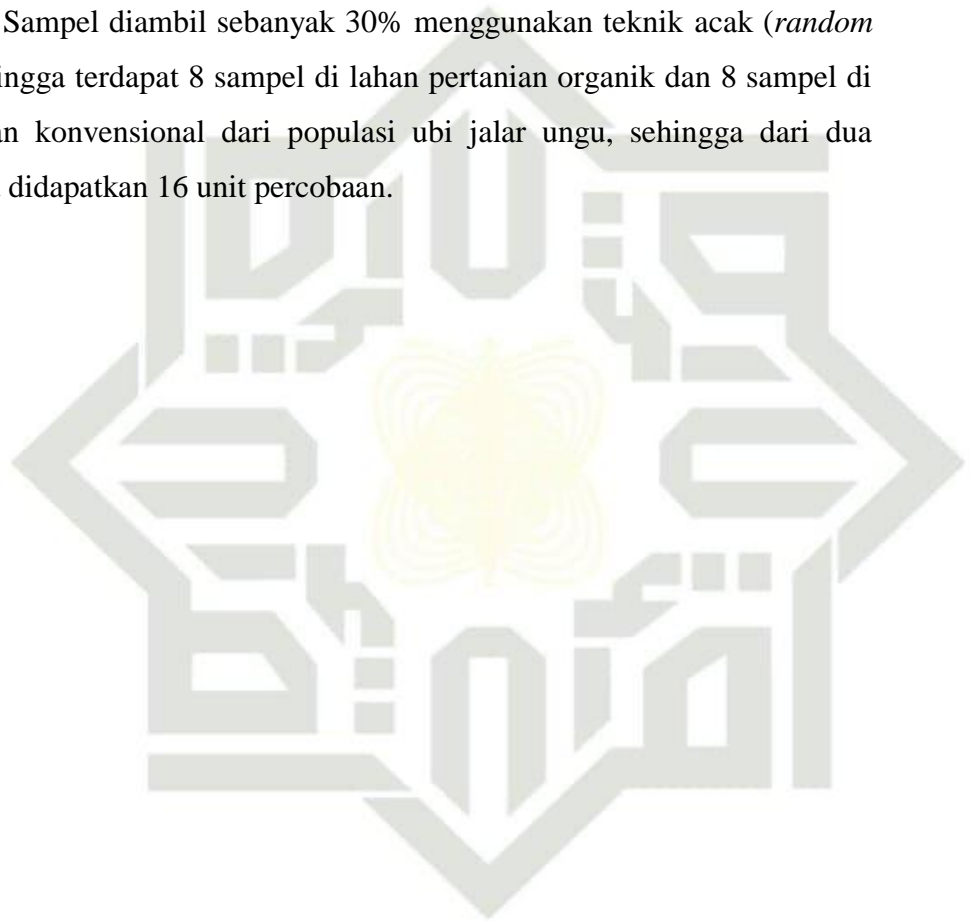 Sampel diambil sebanyak 30% menggunakan teknik acak (random
ingga terdapat 8 sampel di lahan pertanian organik dan 8 sampel di
an konvensional dari populasi ubi jalar ungu, sehingga dari dua
didapatkan 16 unit percobaan.